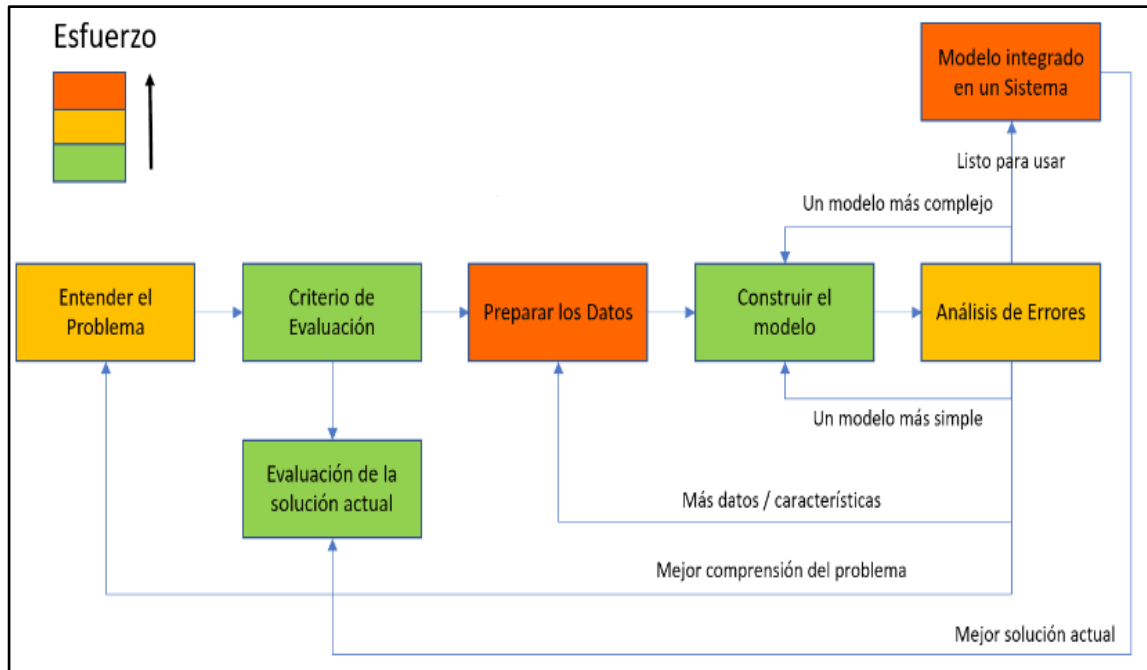 Esfuerzo
Modelo integrado
en un Sistema
Listo para usar
Un modelo más complejo
Entender el
Problema
Criterio de
Evaluación
Preparar los Datos
Construir el
modelo
Análisis de Errores
Un modelo más simple
Evaluación de la
solución actual
Más datos / características
Mejor comprensión del problema
Mejor solución actual